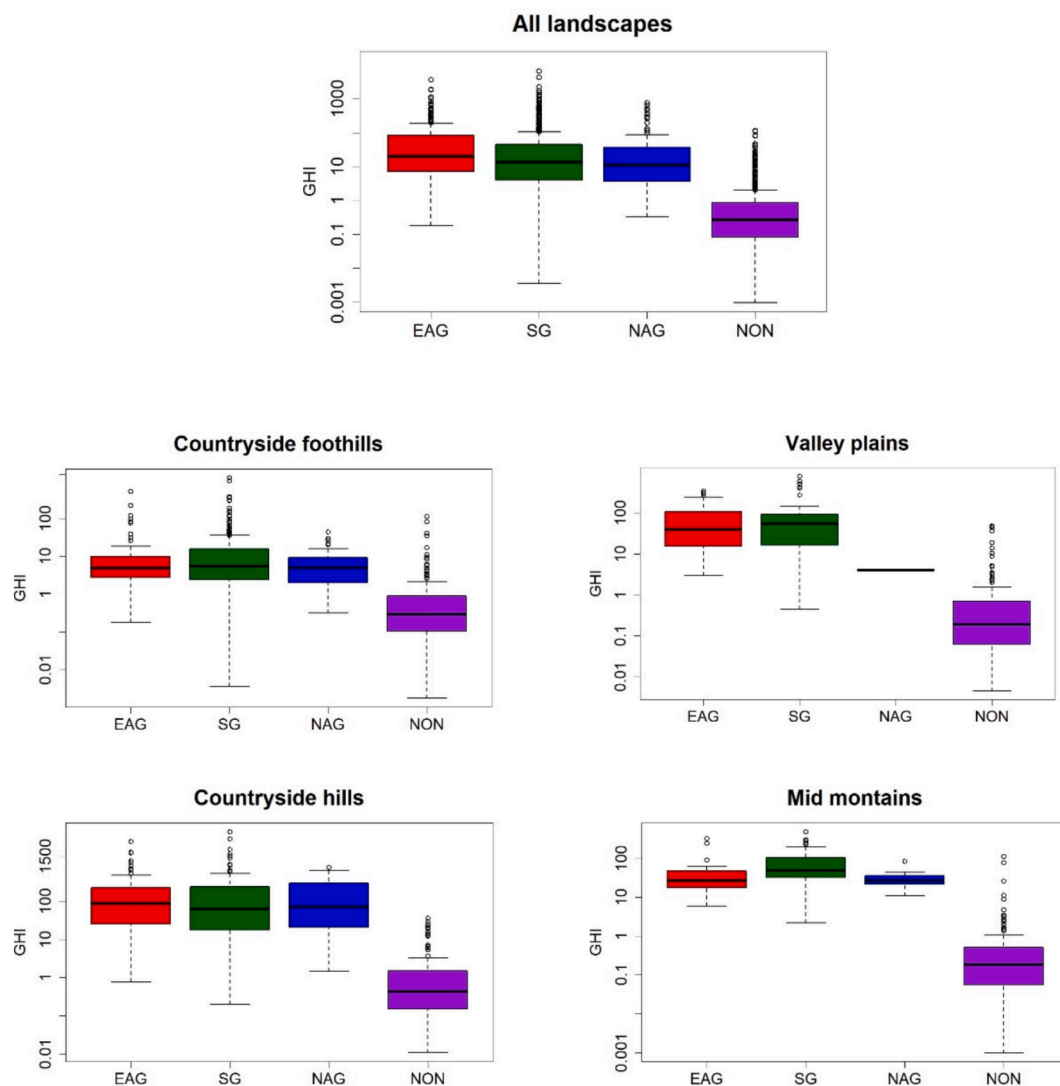 All landscapes
GHI
1000
10
1
0.1
0.001
EAG SG NAG NON
Countryside foothills
GHI
100
10
1
0.01
EAG SG NAG NON
Valley plains
GHI
100
10
1
0.1
0.01
EAG SG NAG NON
Countryside hills
GHI
1500
100
10
1
0.01
EAG SG NAG NON
Mid montains
GHI
100
10
1
0.1
0.001
EAG SG NAG NON